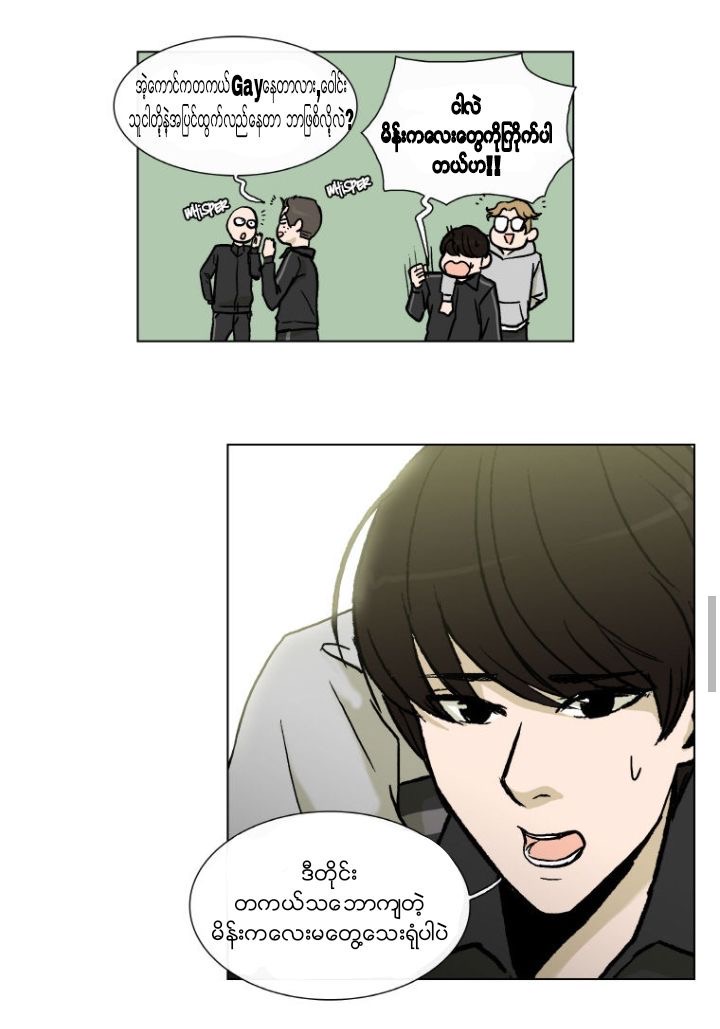 အဲ့ကောင်ကတကယ်Gayနေတာလား,ဝေါင်း
သူငါတို့နဲ့အပြင်ထွက်လည်နေတာ ဘာဖြစ်လို့လဲ?
ငါလဲ
မိန်းကလေးတွေကိုကြိုက်ပါ
တယ်ဟ!!
WHISPER
WHISPER
ဒီတိုင်း
တကယ်သဘောကျတဲ့
မိန်းကလေးမတွေ့သေးရုံပါပဲ